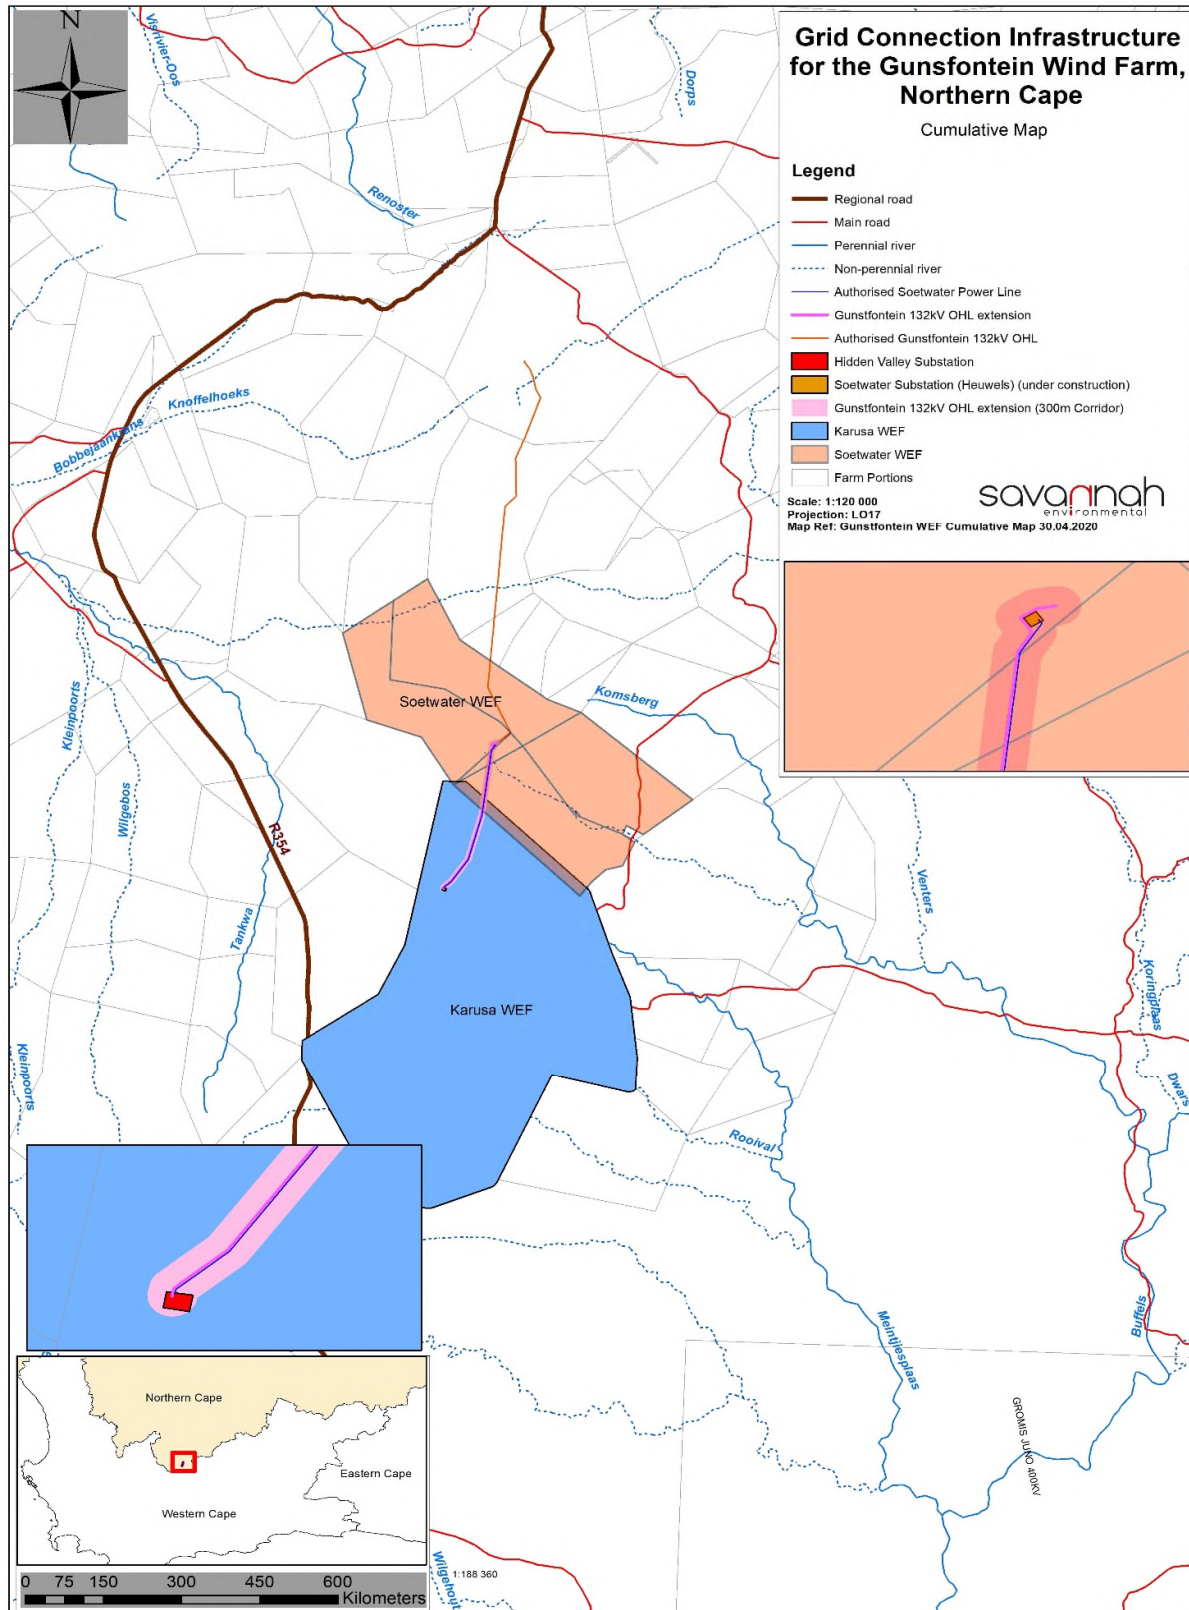 N
Grid Connection Infrastructure
for the Gunsfontein Wind Farm,
Northern Cape
Cumulative Map
Legend
Regional road
Main road
Perennial river
Non-perennial river
Authorised Soetwater Power Line
Gunstfontein 132kV OHL extension
Authorised Gunstfontein 132kV OHL
Hidden Valley Substation
Soetwater Substation (Heuwels) (under construction)
Gunstfontein 132kV OHL extension (300m Corridor)
Karusa WEF
Soetwater WEF
Farm Portions
Scale: 1:120 000
Projection: LO17
Map Ref: Gunstfontein WEF Cumulative Map 30.04.2020
savannah
environmental
Visrivier-Oos
Dorps
Renoster
Knoffelhoeks
Bobbejaankrans
Kleinpoorts
Wilgebos
R354
Tankwa
Soetwater WEF
Komsberg
Venters
Koringplaas
Dwars
Karusa WEF
Kleinpoorts
Rooival
Meintjiesplaas
Buffels
GROMIS JUNO 400KV
Northern Cape
Eastern Cape
Western Cape
Wilgehout
1:188 360
0 75 150 300 450 600
Kilometers